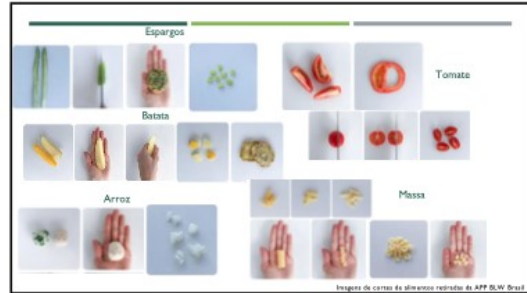 Espargos
Tomate
Batata
Arroz
Massa
Imagens de cortes de alimentos retiradas da APP BLW Brasil